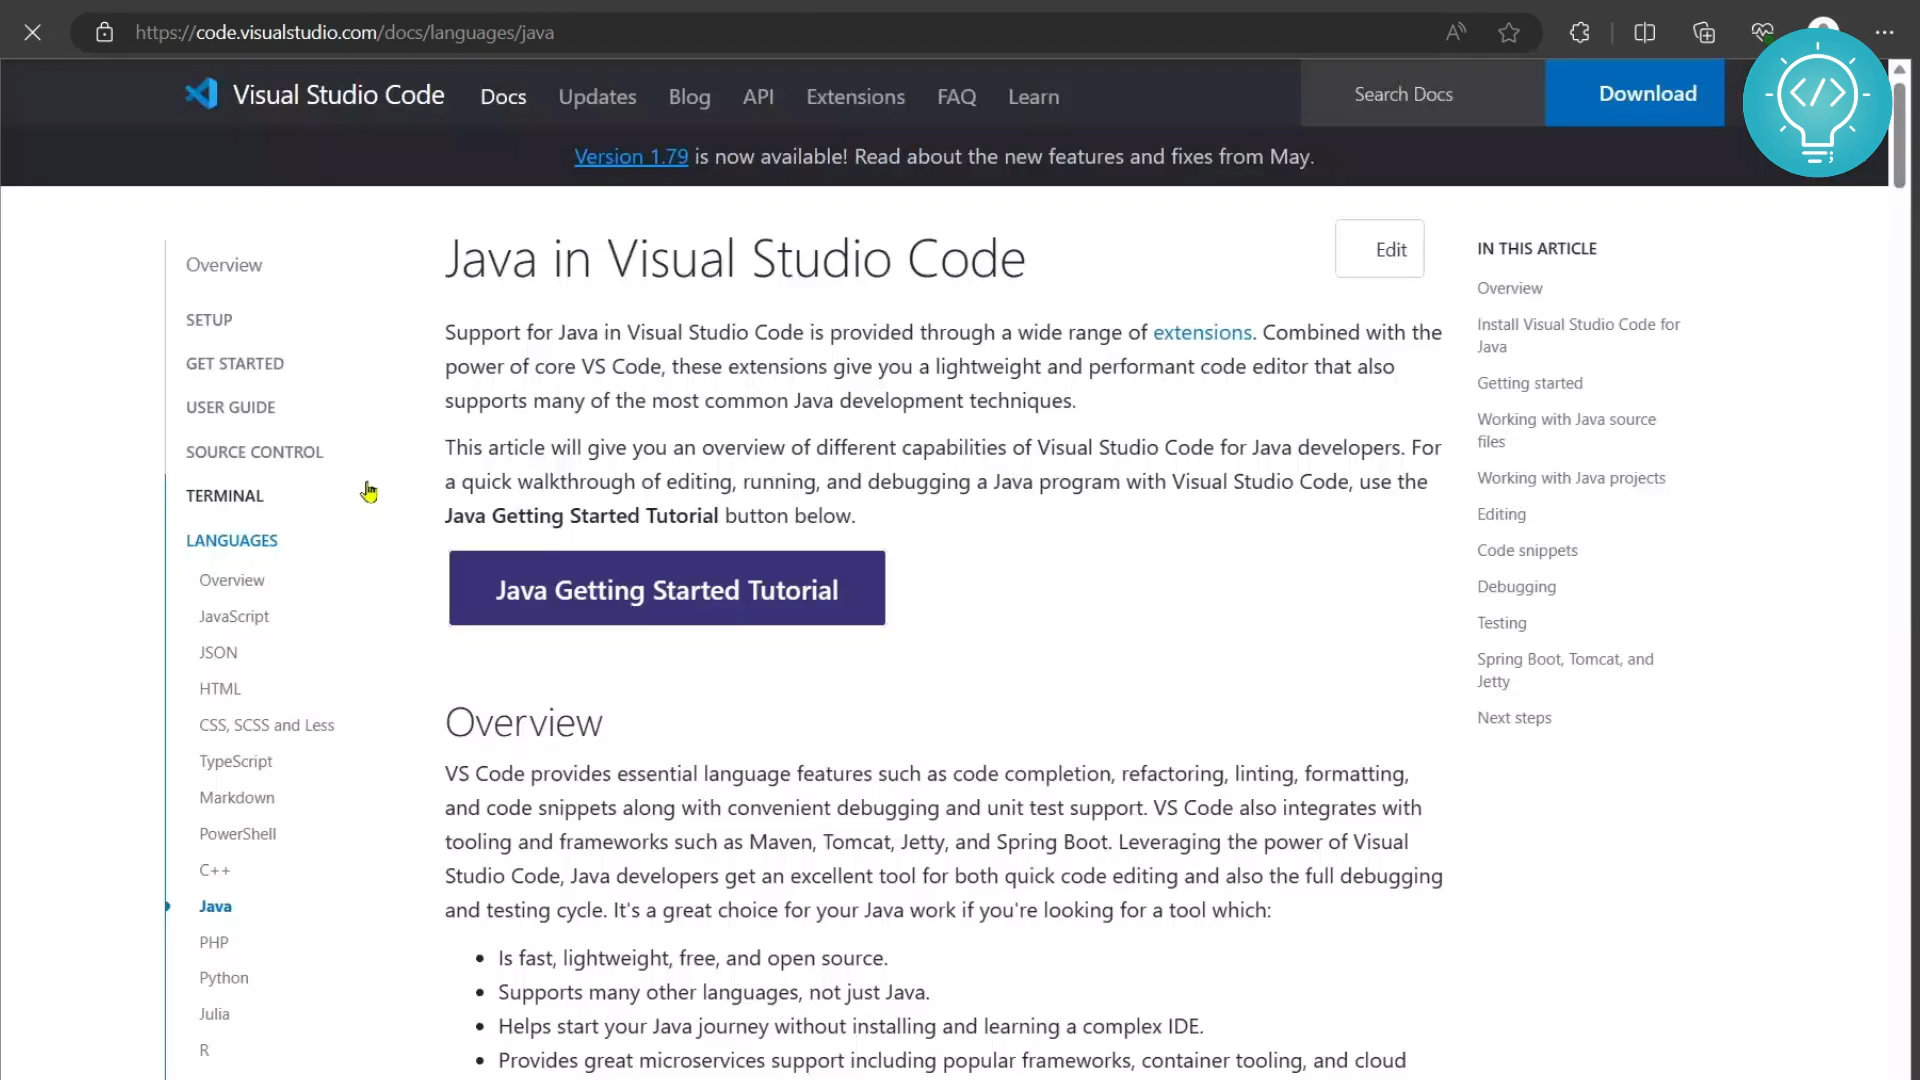 https://code.visualstudio.com/docs/languages/java
Visual Studio Code
Docs
Updates
Blog
API
Extensions
FAQ
Learn
Search Docs
Download
</>
Version 1.79 is now available! Read about the new features and fixes from May.
Overview
SETUP
GET STARTED
USER GUIDE
SOURCE CONTROL
TERMINAL
LANGUAGES
Overview
JavaScript
JSON
HTML
CSS, SCSS and Less
TypeScript
Markdown
PowerShell
C++
Java
PHP
Python
Julia
R
Java in Visual Studio Code
Edit
Support for Java in Visual Studio Code is provided through a wide range of extensions. Combined with the
power of core VS Code, these extensions give you a lightweight and performant code editor that also
supports many of the most common Java development techniques.
This article will give you an overview of different capabilities of Visual Studio Code for Java developers. For
a quick walkthrough of editing, running, and debugging a Java program with Visual Studio Code, use the
Java Getting Started Tutorial button below.
Java Getting Started Tutorial
Overview
VS Code provides essential language features such as code completion, refactoring, linting, formatting,
and code snippets along with convenient debugging and unit test support. VS Code also integrates with
tooling and frameworks such as Maven, Tomcat, Jetty, and Spring Boot. Leveraging the power of Visual
Studio Code, Java developers get an excellent tool for both quick code editing and also the full debugging
and testing cycle. It's a great choice for your Java work if you're looking for a tool which:
• Is fast, lightweight, free, and open source.
• Supports many other languages, not just Java.
• Helps start your Java journey without installing and learning a complex IDE.
• Provides great microservices support including popular frameworks, container tooling, and cloud
IN THIS ARTICLE
Overview
Install Visual Studio Code for
Java
Getting started
Working with Java source
files
Working with Java projects
Editing
Code snippets
Debugging
Testing
Spring Boot, Tomcat, and
Jetty
Next steps